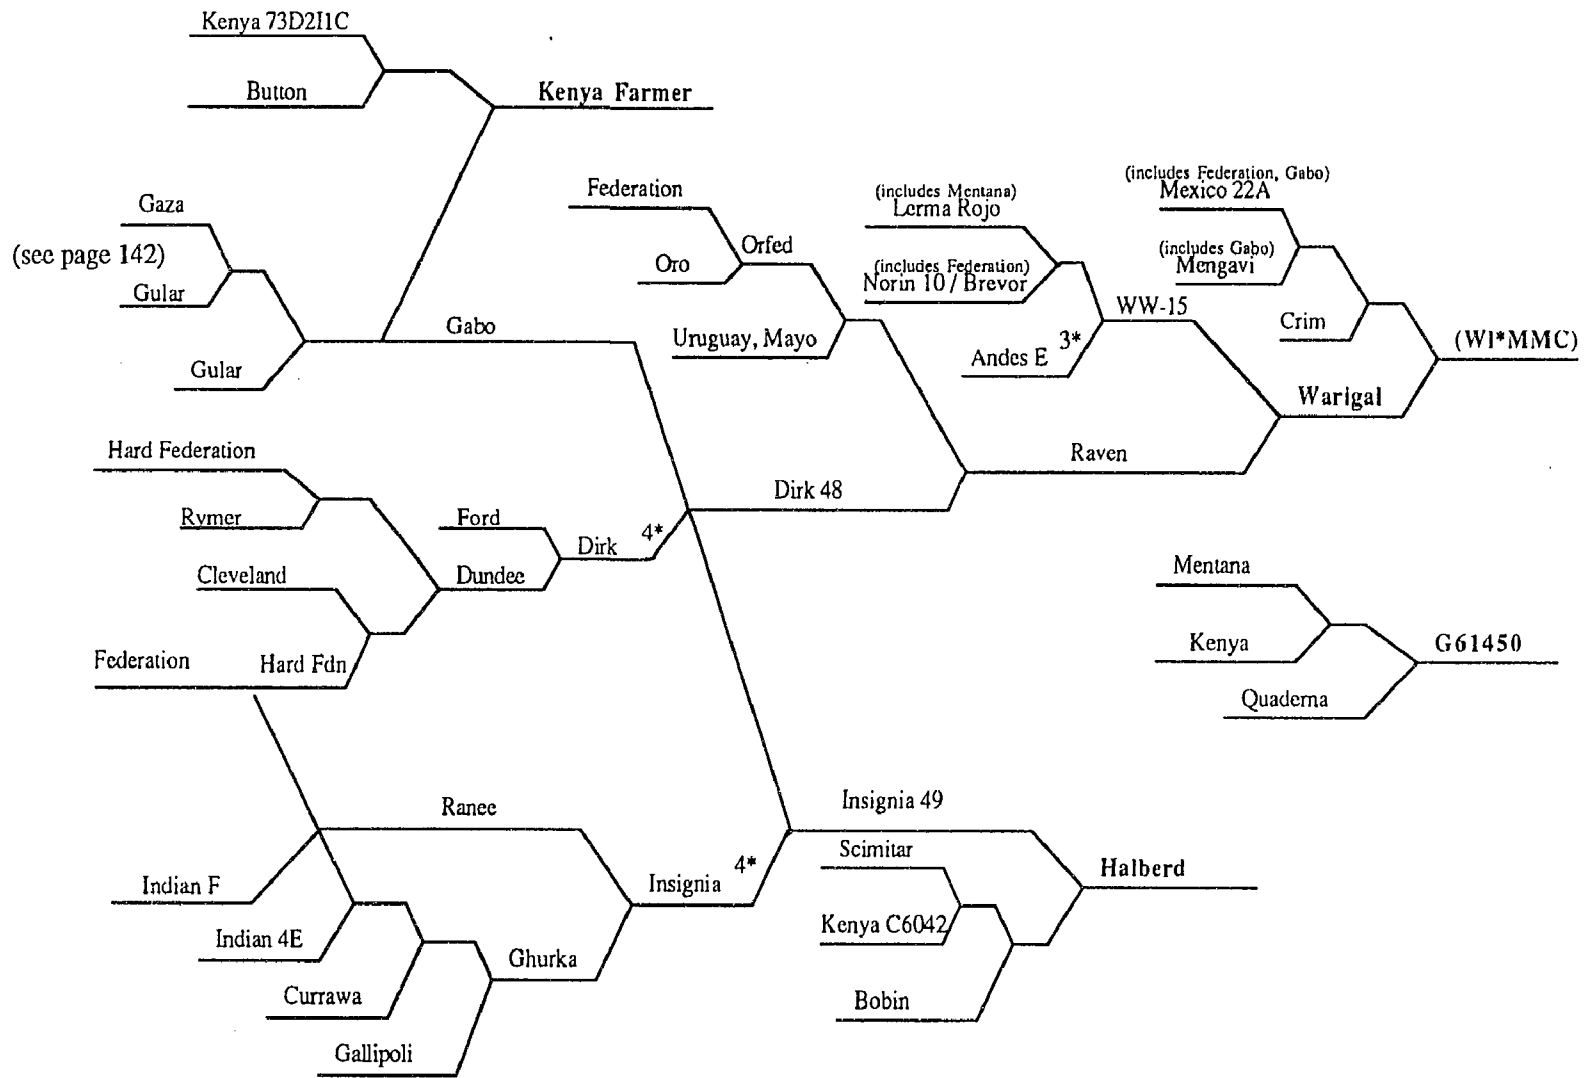 Kenya 73D2I1C
Button
Kenya Farmer
Gaza
(see page 142)
Gular
Gular
Gabo
Federation
Orfed
Oro
Uruguay, Mayo
(includes Mentana)
Lerma Rojo
(includes Federation)
Norin 10 / Brevor
WW-15
3*
Andes E
(includes Federation, Gabo)
Mexico 22A
(includes Gabo)
Mengavi
Crim
(WI*MMC)
Warigal
Raven
Dirk 48
Hard Federation
Rymer
Ford
4*
Dirk
Cleveland
Dundee
Federation
Hard Fdn
Mentana
Kenya
G61450
Quaderna
Ranee
Insignia 49
Scimitar
4*
Indian F
Insignia
Halberd
Kenya C6042
Indian 4E
Ghurka
Currawa
Bobin
Gallipoli